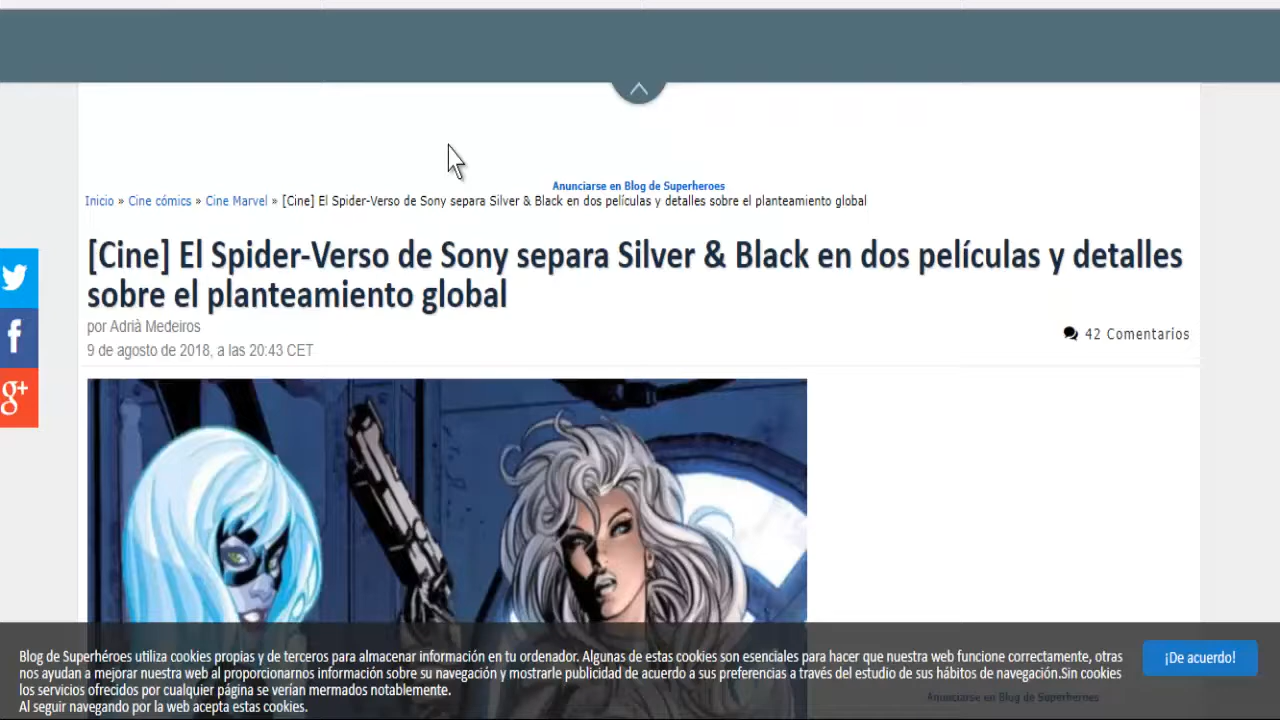 Anunciarse en Blog de Superheroes
Inicio » Cine cómics » Cine Marvel » [Cine] El Spider-Verso de Sony separa Silver & Black en dos películas y detalles sobre el planteamiento global
[Cine] El Spider-Verso de Sony separa Silver & Black en dos películas y detalles
sobre el planteamiento global
por Adrià Medeiros
42 Comentarios
9 de agosto de 2018, a las 20:43 CET
Blog de Superhéroes utiliza cookies propias y de terceros para almacenar información en tu ordenador. Algunas de estas cookies son esenciales para hacer que nuestra web funcione correctamente, otras
nos ayudan a mejorar nuestra web al proporcionarnos información sobre su navegación y mostrarle publicidad de acuerdo a sus preferencias a través del estudio de sus hábitos de navegación.Sin cookies
los servicios ofrecidos por cualquier página se verían mermados notablemente.
Al seguir navegando por la web acepta estas cookies.
¡De acuerdo!
Anunciarse en Blog de Superheroes